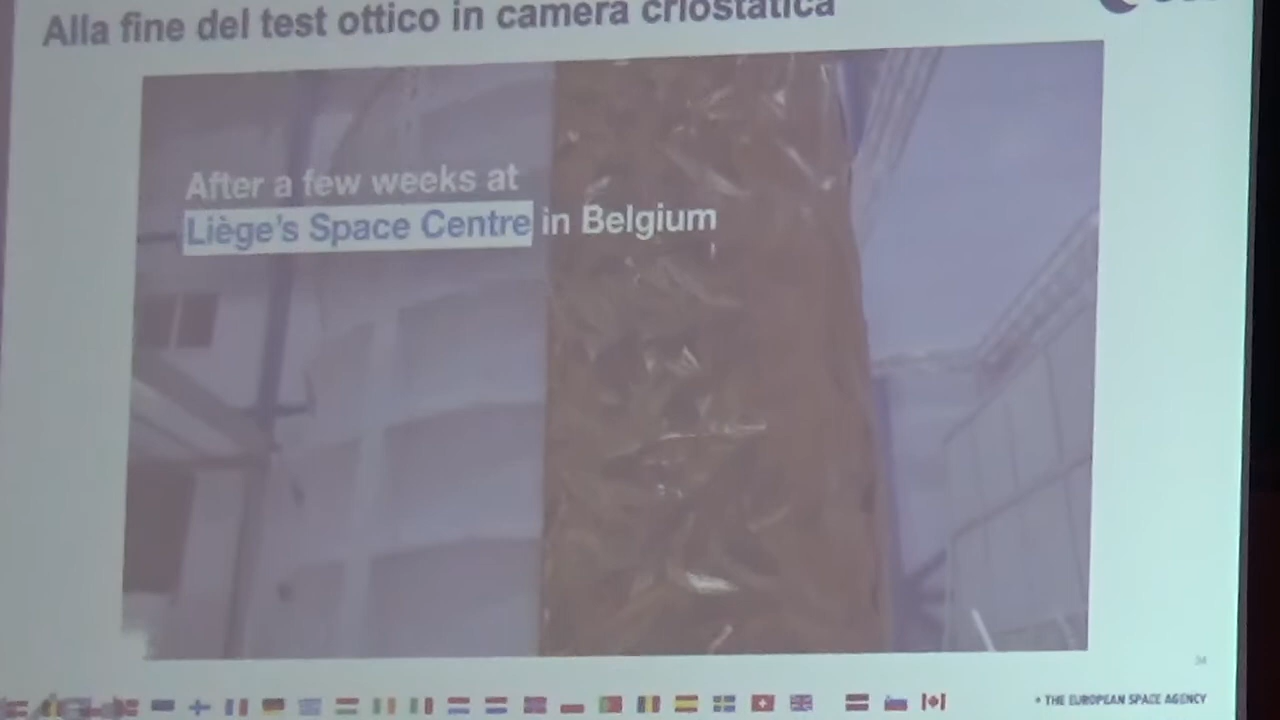 Alla fine del test ottico in camera criostatica
After a few weeks at
Liège's Space Centre in Belgium
THE EUROPEAN SPACE AGENCY